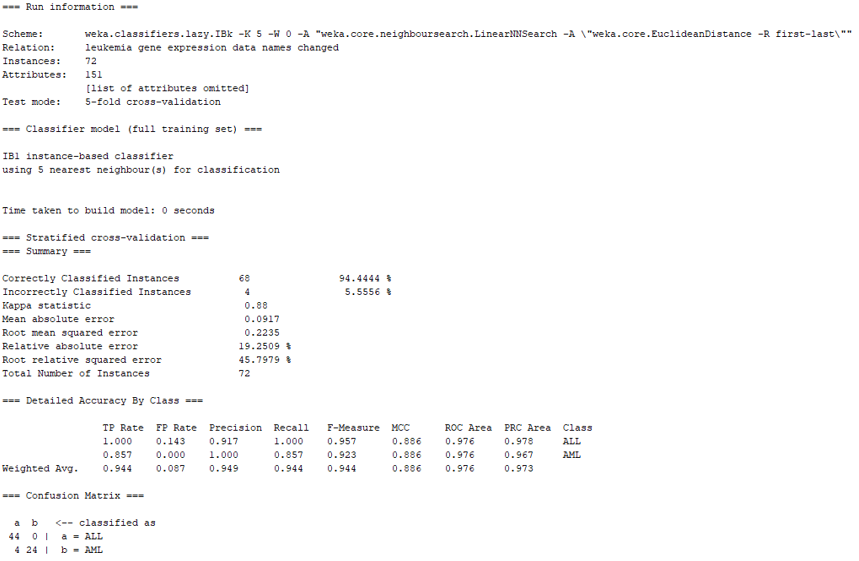 === Run information ===
Scheme: weka.classifiers.lazy.IBk -K 5 -W 0 -A "weka.core.neighboursearch.LinearNNSearch -A \"weka.core.EuclideanDistance -R first-last\""
Relation: leukemia gene expression data names changed
Instances: 72
Attributes: 151
[list of attributes omitted]
Test mode: 5-fold cross-validation
=== Classifier model (full training set) ===
IB1 instance-based classifier
using 5 nearest neighbour(s) for classification
Time taken to build model: 0 seconds
=== Stratified cross-validation ===
=== Summary ===
Correctly Classified Instances 68 94.4444 %
Incorrectly Classified Instances 4 5.5556 %
Kappa statistic 0.88
Mean absolute error 0.0917
Root mean squared error 0.2235
Relative absolute error 19.2509 %
Root relative squared error 45.7979 %
Total Number of Instances 72
=== Detailed Accuracy By Class ===
TP Rate FP Rate Precision Recall F-Measure MCC ROC Area PRC Area Class
1.000 0.143 0.917 1.000 0.957 0.886 0.976 0.978 ALL
0.857 0.000 1.000 0.857 0.923 0.886 0.976 0.967 AML
Weighted Avg. 0.944 0.087 0.949 0.944 0.944 0.886 0.976 0.973
=== Confusion Matrix ===
a b <-- classified as
44 0 | a = ALL
4 24 | b = AML